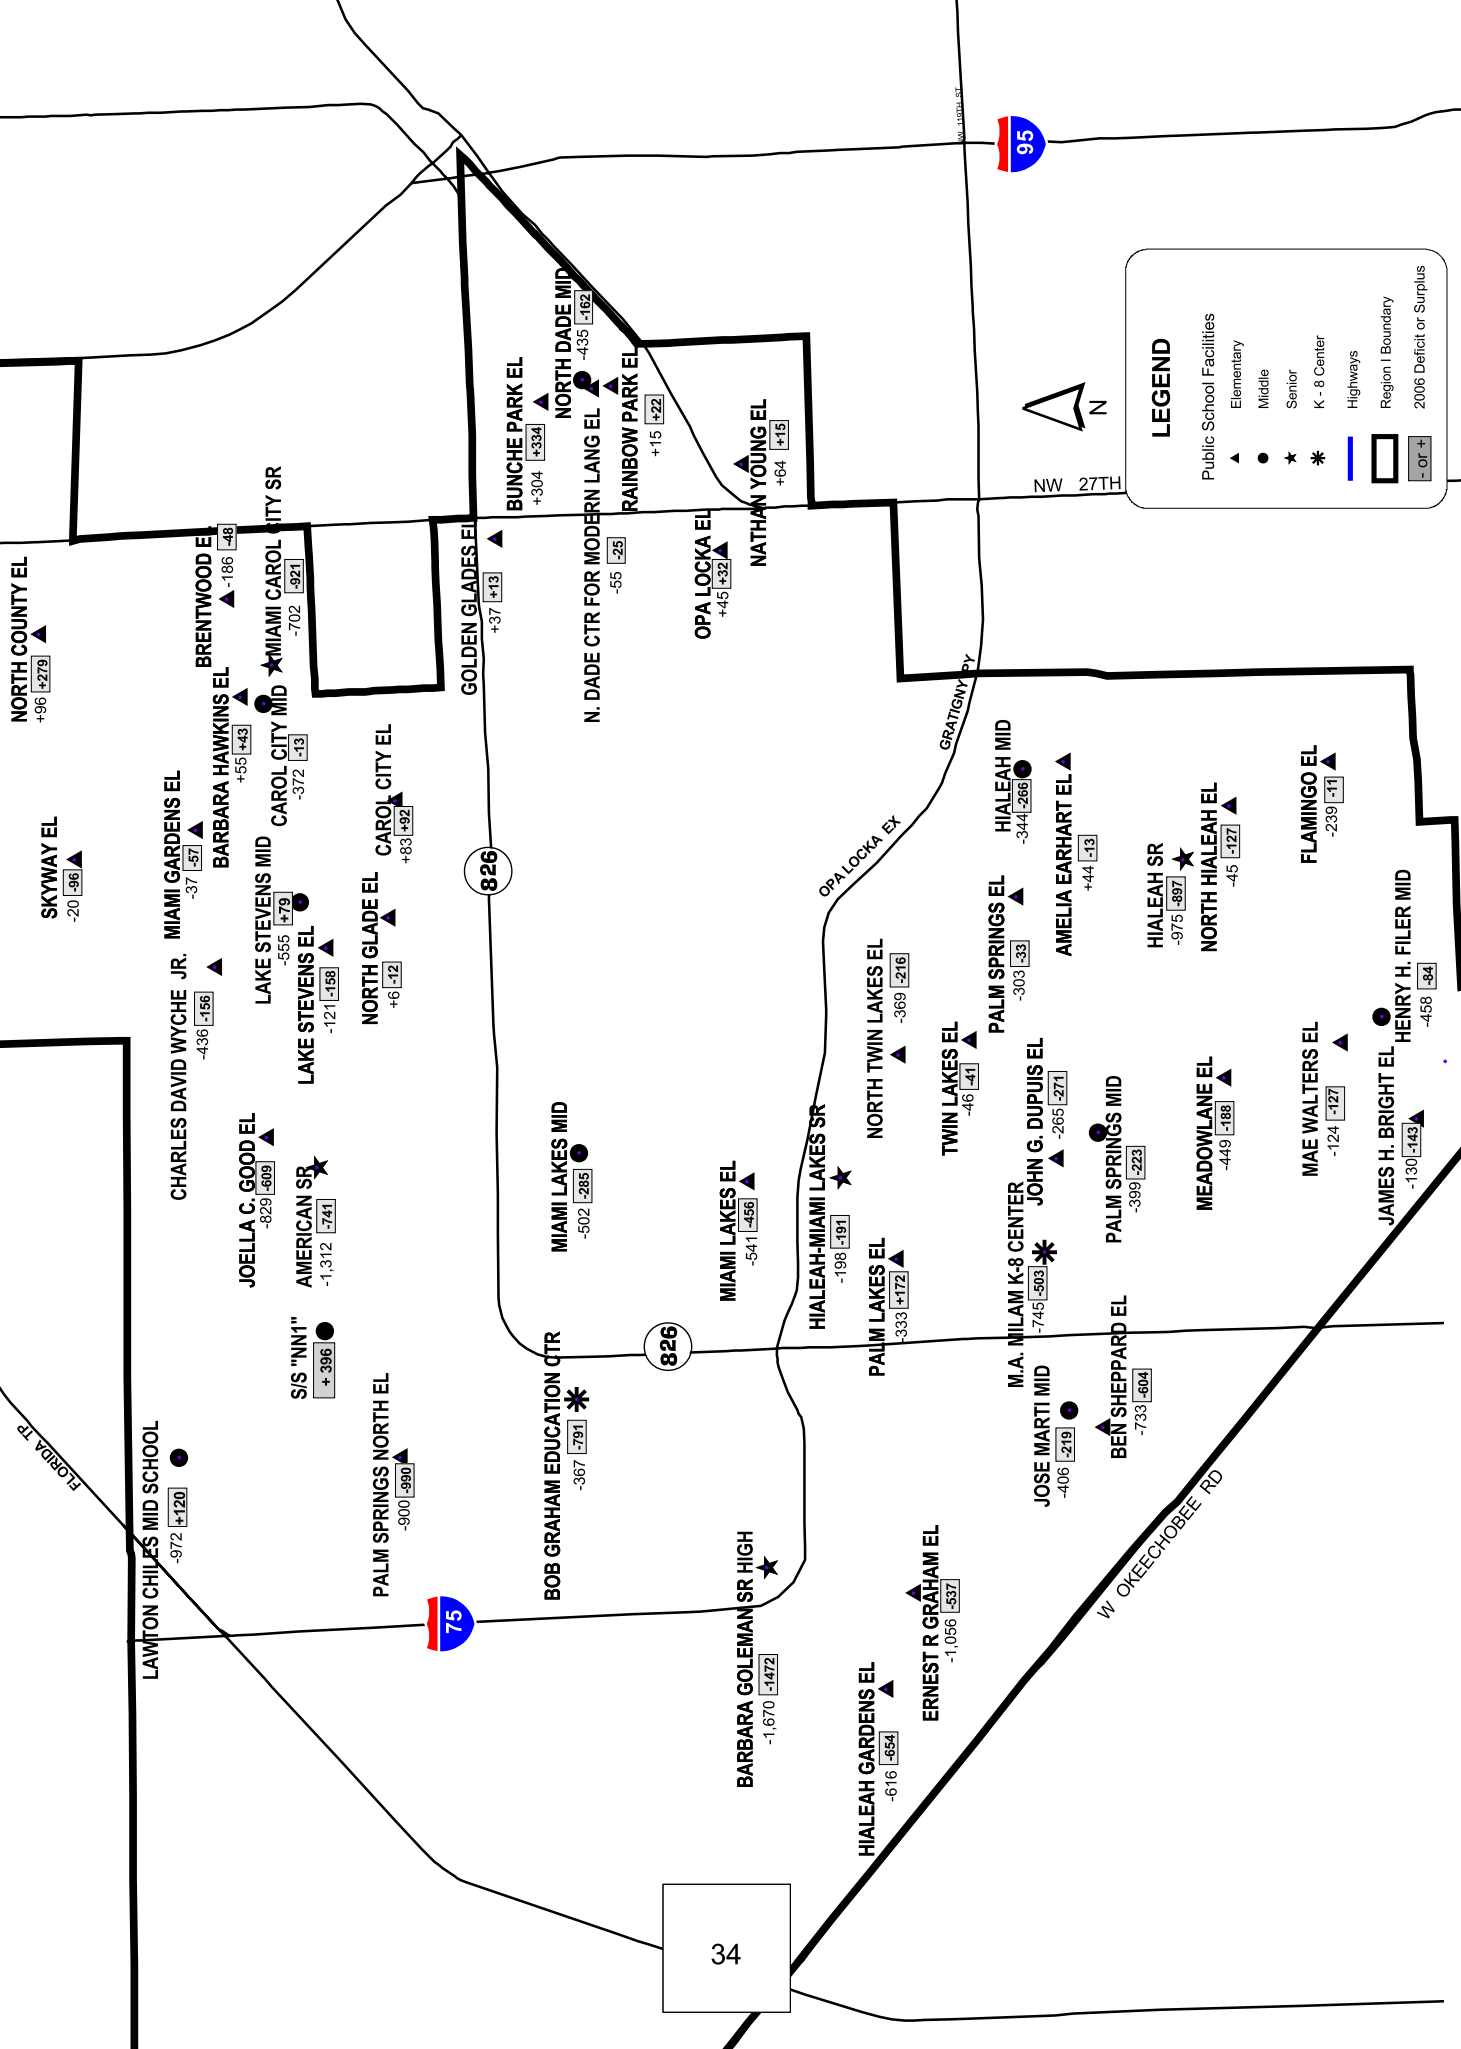 NORTH COUNTY EL
+96 +279
SKYWAY EL
-20 -96
BRENTWOOD EL
-186 -48
MIAMI CAROL CITY SR
-702 -921
BARBARA HAWKINS EL
+55 +43
CAROL CITY MID
-372 -13
MIAMI GARDENS EL
-37 -57
LAKE STEVENS MID
-555 +79
CHARLES DAVID WYCHE JR.
-436 -156
LAKE STEVENS EL
-121 -158
CAROL CITY EL
+83 +92
NORTH GLADE EL
+6 -12
JOELLA C. GOOD EL
-829 -609
AMERICAN SR
-1,312 -741
S/S "NN1"
+ 396
LAWTON CHILES MID SCHOOL
-972 +120
PALM SPRINGS NORTH EL
-900 -990
FLORIDA TP
75
GOLDEN GLADES EL
+37 +13
BUNCHE PARK EL
+304 +334
NORTH DADE MID
-435 -162
N. DADE CTR FOR MODERN LANG EL
-55 -25
RAINBOW PARK EL
+15 +22
OPA LOCKA EL
+45 +32
NATHAN YOUNG EL
+64 +15
826
MIAMI LAKES MID
-502 -285
BOB GRAHAM EDUCATION CTR
-367 -791
826
MIAMI LAKES EL
-541 -456
BARBARA GOLEMAN SR HIGH
-1,670 -1472
HIALEAH-MIAMI LAKES SR
-198 -191
OPA LOCKA EX
GRATIGNY PY
NW 119TH ST
95
NW 27TH
NORTH TWIN LAKES EL
-369 -216
PALM LAKES EL
-333 +172
HIALEAH GARDENS EL
-616 -654
ERNEST R GRAHAM EL
-1,056 -537
TWIN LAKES EL
-46 -41
PALM SPRINGS EL
-303 -33
HIALEAH MID
-344 -266
AMELIA EARHART EL
+44 -13
JOHN G. DUPUIS EL
-265 -271
M.A. MILAM K-8 CENTER
-745 -503
JOSE MARTI MID
-406 -219
PALM SPRINGS MID
-399 -223
BEN SHEPPARD EL
-733 -604
HIALEAH SR
-975 -897
NORTH HIALEAH EL
-45 -127
MEADOWLANE EL
-449 -188
FLAMINGO EL
-239 -11
MAE WALTERS EL
-124 -127
HENRY H. FILER MID
-458 -84
JAMES H. BRIGHT EL
-130 -143
W OKEECHOBEE RD
N
LEGEND
Public School Facilities
Elementary
Middle
Senior
K - 8 Center
Highways
Region I Boundary
- or + 2006 Deficit or Surplus
34